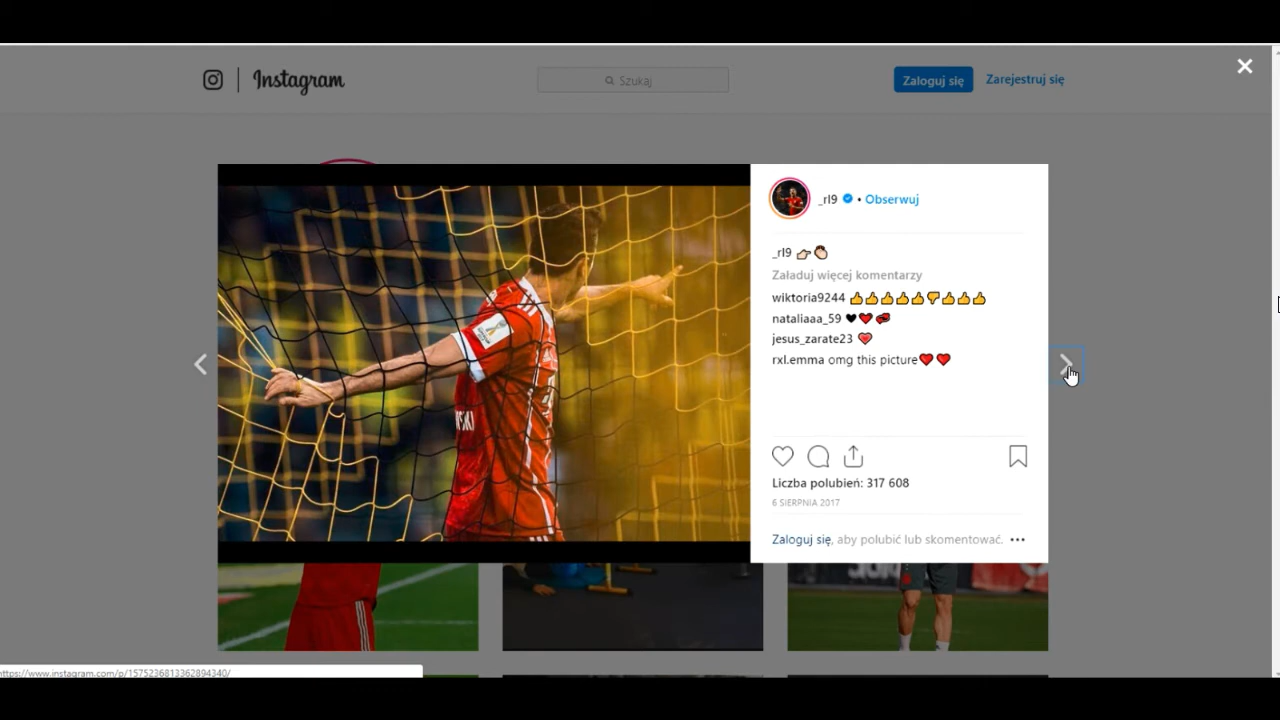 Instagram
Szukaj
Zaloguj się
Zarejestruj się
_rl9 • Obserwuj
_rl9 👉👏
Załaduj więcej komentarzy
wiktoria9244 👍👍👍👍👍👎👍👍👍
nataliaaa_59 🖤❤️💋
jesus_zarate23 ❤️
rxl.emma omg this picture❤️❤️
Liczba polubień: 317 608
6 SIERPNIA 2017
Zaloguj się, aby polubić lub skomentować. •••
https://www.instagram.com/p/1575236813362894340/